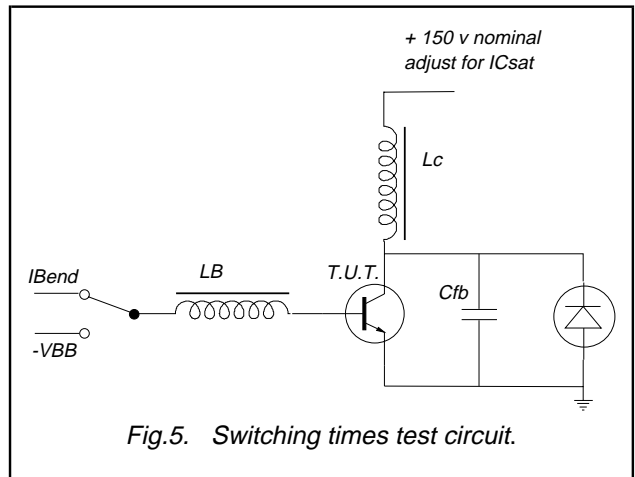 + 150 v nominal
adjust for ICsat
Lc
IBend
LB
T.U.T.
Cfb
-VBB
Fig.5. Switching times test circuit.